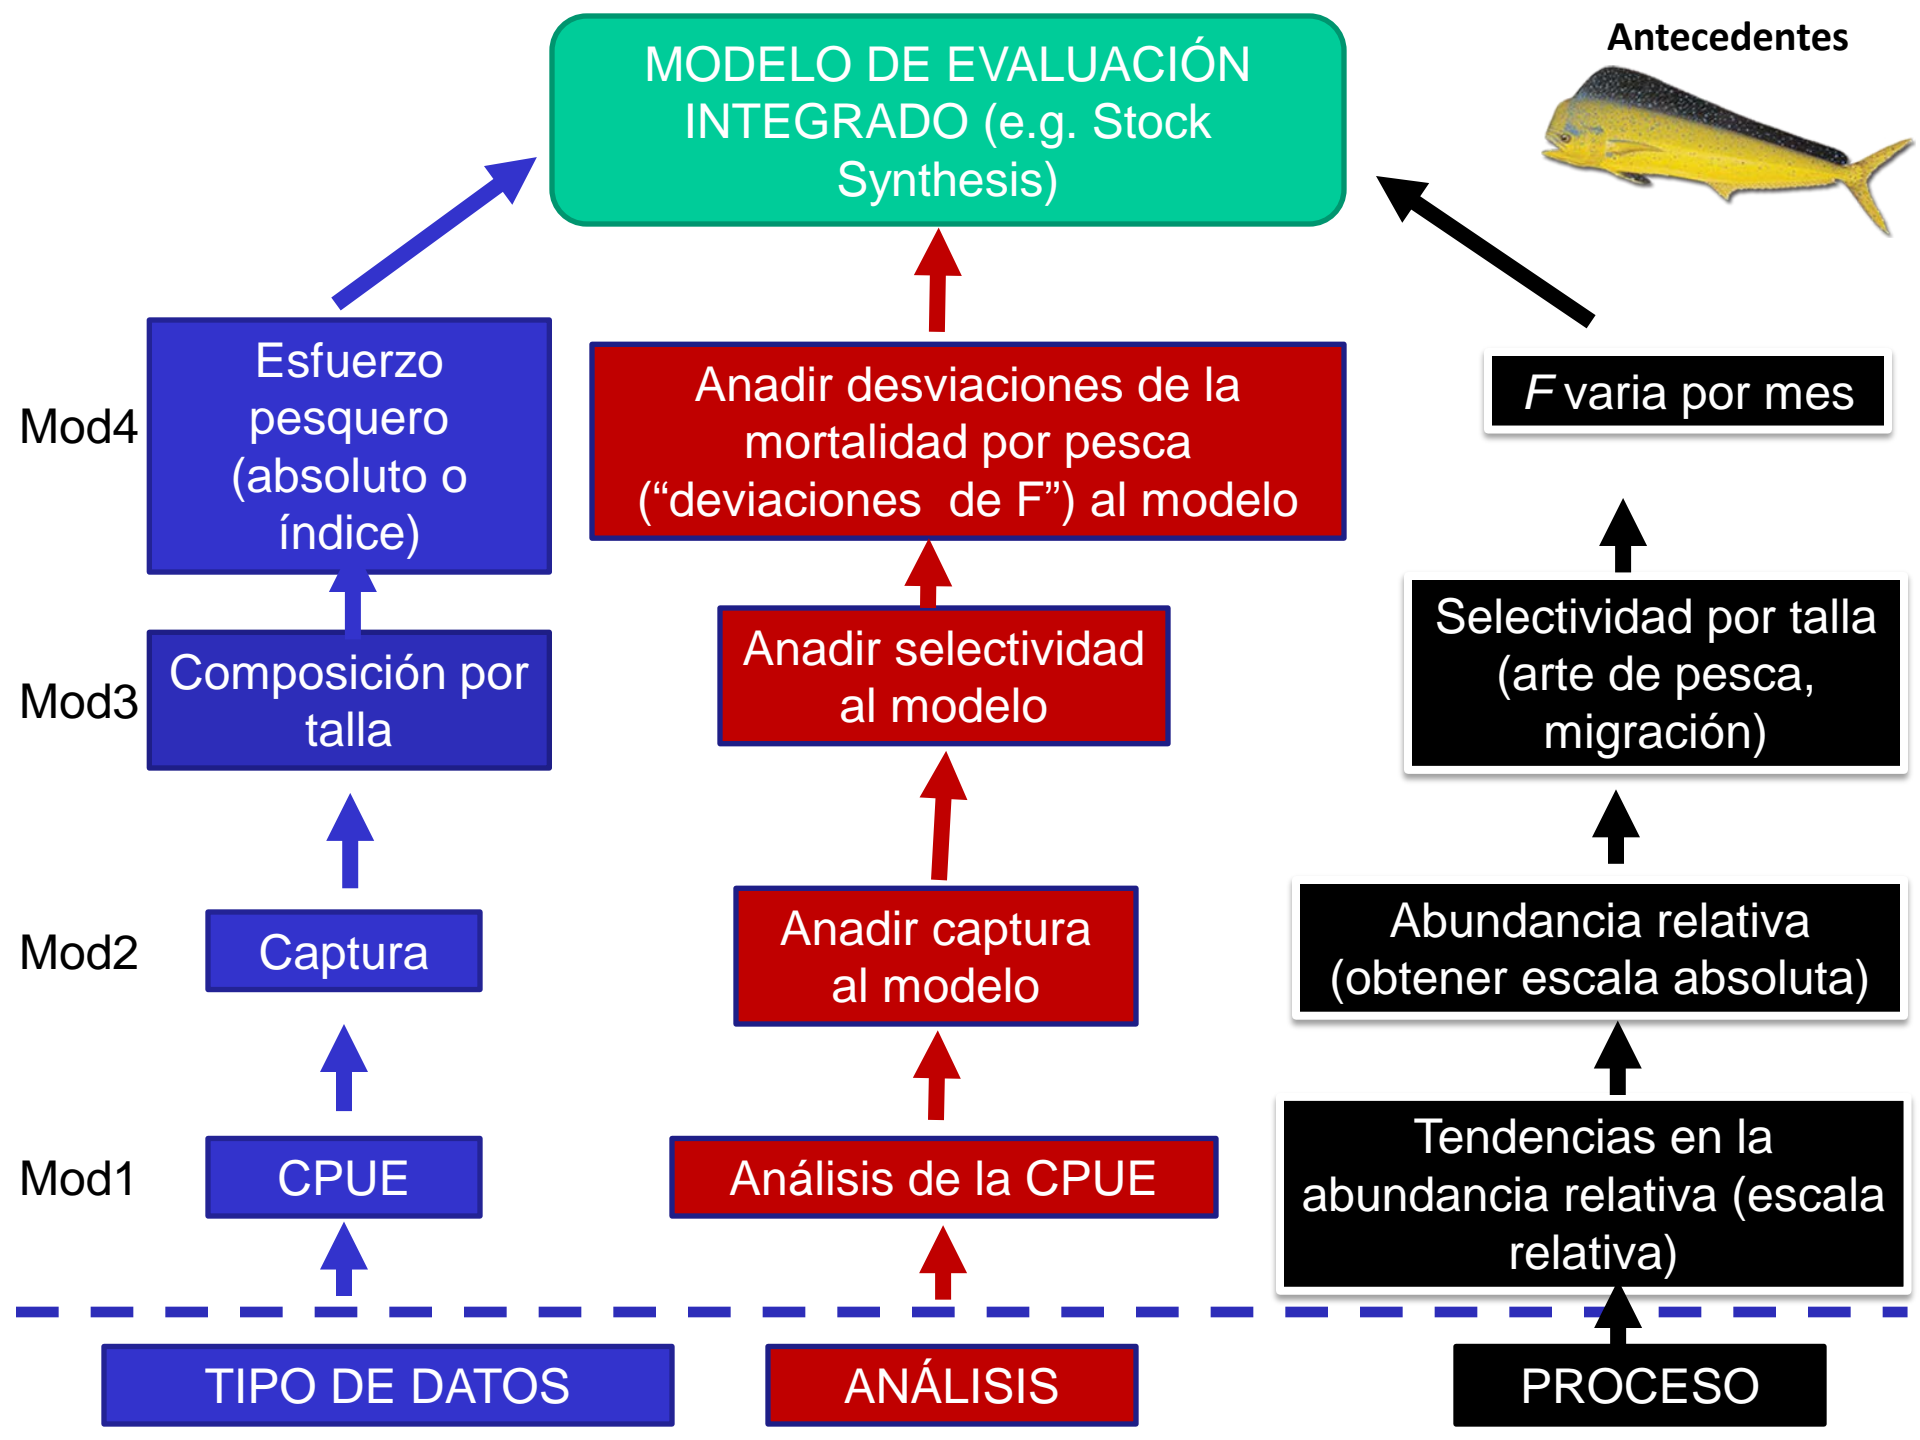 Antecedentes
MODELO DE EVALUACIÓN
INTEGRADO (e.g. Stock
Synthesis)
Mod4
Esfuerzo
pesquero
(absoluto o
índice)
Anadir desviaciones de la
mortalidad por pesca
(“deviaciones de F”) al modelo
F varia por mes
Mod3
Composición por
talla
Anadir selectividad
al modelo
Selectividad por talla
(arte de pesca,
migración)
Mod2
Captura
Anadir captura
al modelo
Abundancia relativa
(obtener escala absoluta)
Mod1
CPUE
Análisis de la CPUE
Tendencias en la
abundancia relativa (escala
relativa)
TIPO DE DATOS
ANÁLISIS
PROCESO